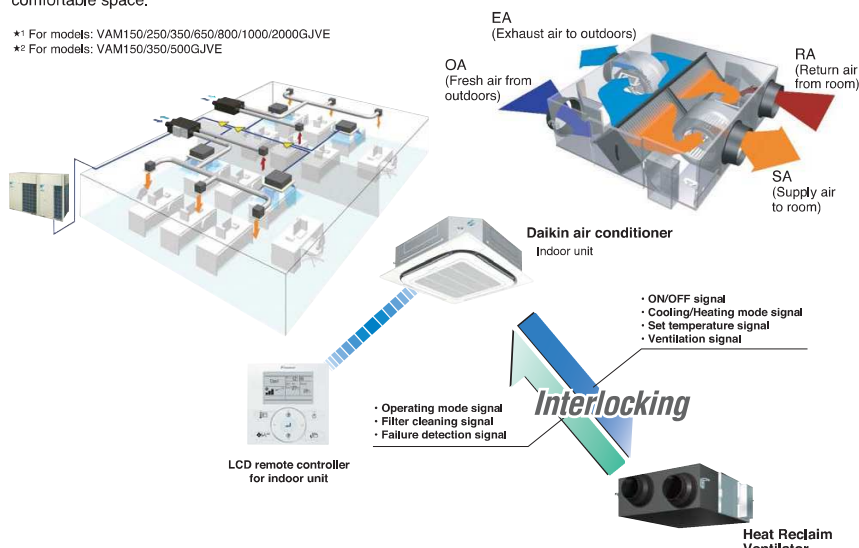 comfortable space.
★1 For models: VAM150/250/350/650/800/1000/2000GJVE
★2 For models: VAM150/350/500GJVE
EA
(Exhaust air to outdoors)
OA
(Fresh air from
outdoors)
RA
(Return air
from room)
SA
(Supply air
to room)
Daikin air conditioner
Indoor unit
• ON/OFF signal
• Cooling/Heating mode signal
• Set temperature signal
• Ventilation signal
Interlocking
• Operating mode signal
• Filter cleaning signal
• Failure detection signal
LCD remote controller
for indoor unit
Heat Reclaim
Ventilator